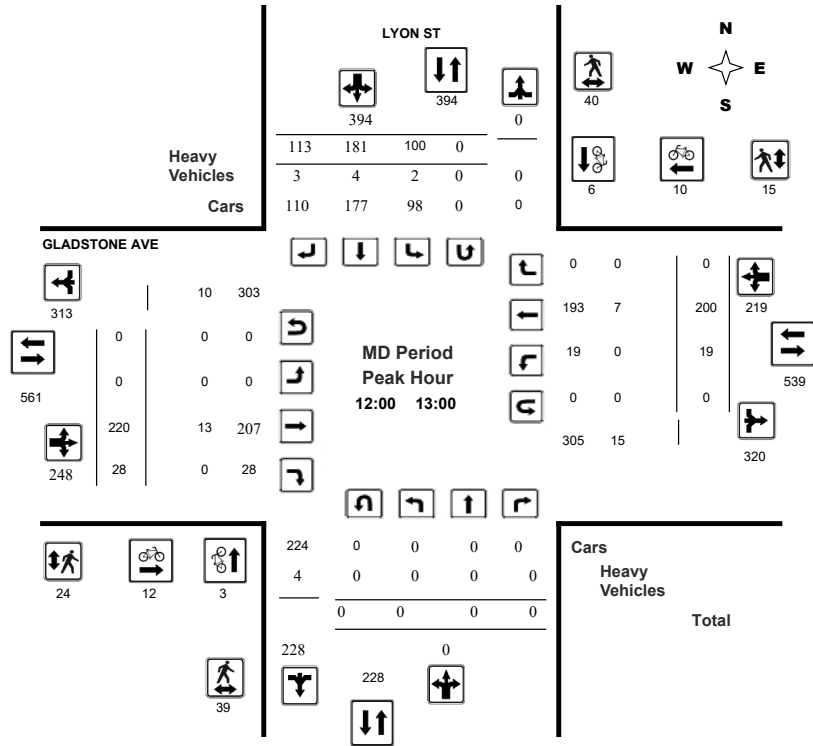 LYON ST
N
W E
S
394
394
0
40
113 181 100 0
Heavy
Vehicles
3 4 2 0 0
Cars
110 177 98 0 0
6 10 15
GLADSTONE AVE
313
10 303
0 0 0
561
0 0 0
220 13 207
248
28 0 28
MD Period
Peak Hour
12:00 13:00
0 0 0
193 7 200
219
19 0 19
539
0 0 0
305 15
320
24 12 3
39
224 0 0 0 0
4 0 0 0 0
0 0 0 0
228 0
228
Cars
Heavy
Vehicles
Total